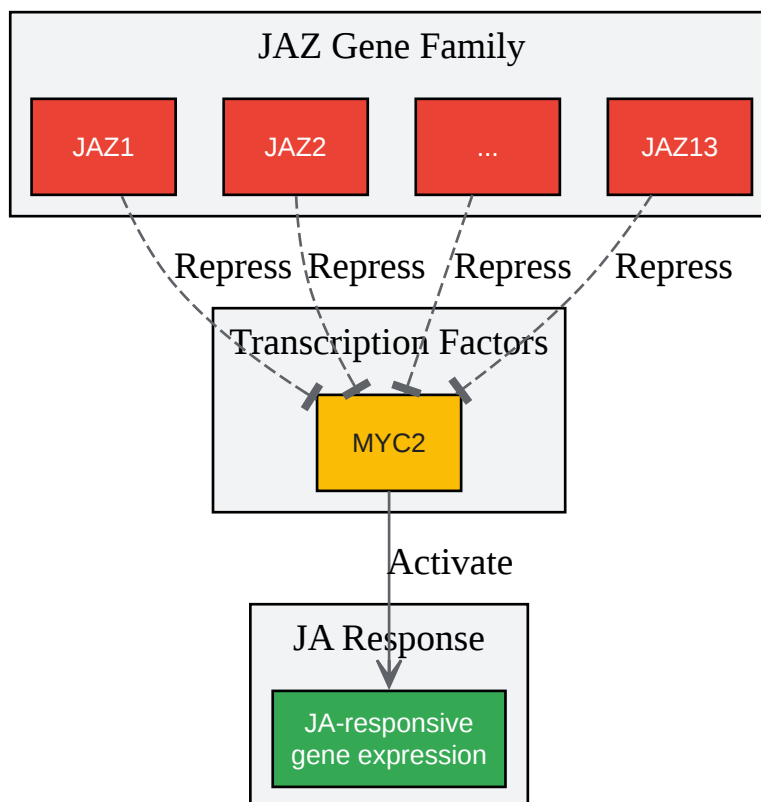 JAZ Gene Family
JAZ1
JAZ2
...
JAZ13
Repress
Repress
Repress
Repress
Transcription Factors
MYC2
Activate
JA Response
JA-responsive
gene expression